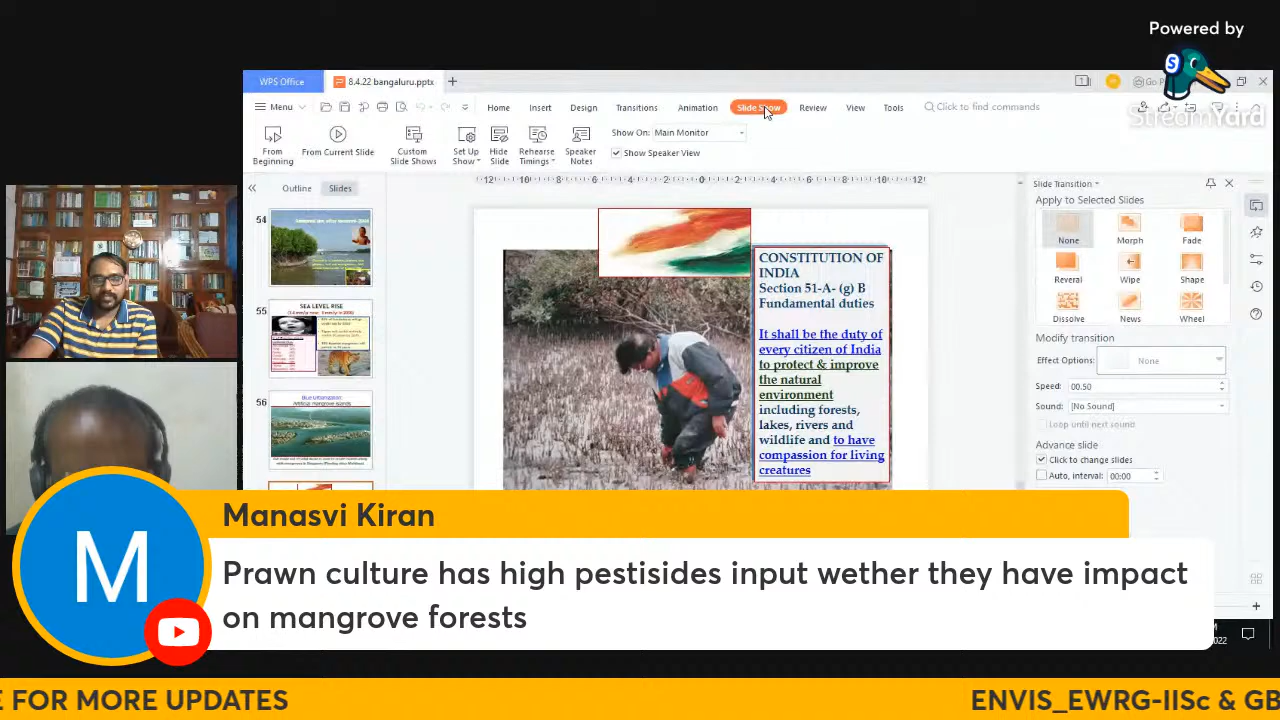 Powered by
StreamYard
WPS Office
8.4.22 bangaluru.pptx
Menu
Home
Insert
Design
Transitions
Animation
Slide Show
Review
View
Tools
Click to find commands
From Beginning
From Current Slide
Custom Slide Shows
Set Up Show
Hide Slide
Rehearse Timings
Speaker Notes
Show On: Main Monitor
Show Speaker View
Outline
Slides
54
55
SEA LEVEL RISE
56
CONSTITUTION OF
INDIA
Section 51-A- (g) B
Fundamental duties
It shall be the duty of
every citizen of India
to protect & improve
the natural
environment
including forests,
lakes, rivers and
wildlife and to have
compassion for living
creatures
Slide Transition
Apply to Selected Slides
None
Morph
Fade
Reveral
Wipe
Shape
Dissolve
News
Wheel
Modify transition
Effect Options:
None
Speed: 00.50
Sound: [No Sound]
Loop until next sound
Advance slide
Click to change slides
Auto, interval: 00:00
M
Manasvi Kiran
Prawn culture has high pestisides input wether they have impact
on mangrove forests
E FOR MORE UPDATES
ENVIS_EWRG-IISc & GB